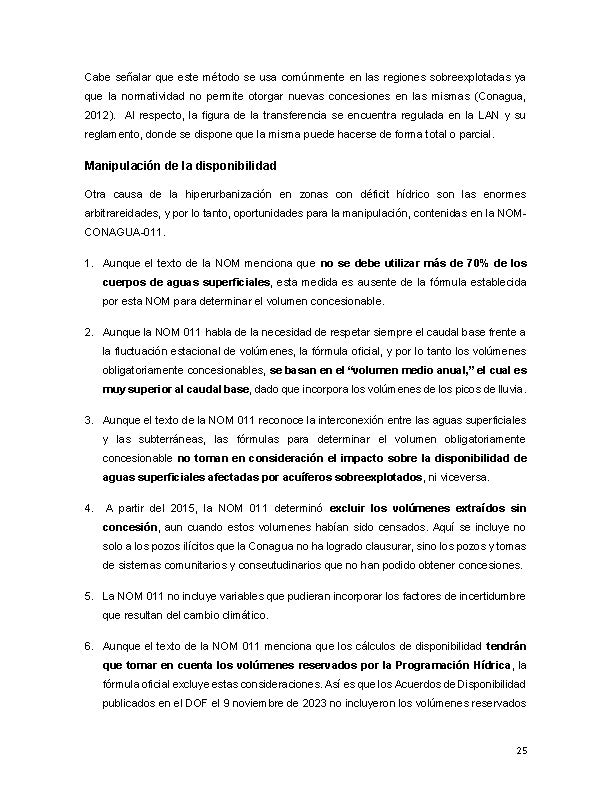 Cabe señalar que este método se usa comúnmente en las regiones sobreexplotadas ya
que la normatividad no permite otorgar nuevas concesiones en las mismas (Conagua,
2012).  Al respecto, la figura de la transferencia se encuentra regulada en la LAN y su
reglamento, donde se dispone que la misma puede hacerse de forma total o parcial.
Manipulación de la disponibilidad
Otra causa de la hiperurbanización en zonas con déficit hídrico son las enormes
arbitrareidades, y por lo tanto, oportunidades para la manipulación, contenidas en la NOM-
CONAGUA-011.
1. Aunque el texto de la NOM menciona que no se debe utilizar más de 70% de los
cuerpos de aguas superficiales, esta medida es ausente de la fórmula establecida
por esta NOM para determinar el volumen concesionable.
2. Aunque la NOM 011 habla de la necesidad de respetar siempre el caudal base frente a
la fluctuación estacional de volúmenes, la fórmula oficial, y por lo tanto los volúmenes
obligatoriamente concesionables, se basan en el “volumen medio anual,” el cual es
muy superior al caudal base, dado que incorpora los volúmenes de los picos de lluvia.
3. Aunque el texto de la NOM 011 reconoce la interconexión entre las aguas superficiales
y las subterráneas, las fórmulas para determinar el volumen obligatoriamente
concesionable no toman en consideración el impacto sobre la disponibilidad de
aguas superficiales afectadas por acuíferos sobreexplotados, ni viceversa.
4. A partir del 2015, la NOM 011 determinó excluir los volúmenes extraídos sin
concesión, aun cuando estos volumenes habían sido censados. Aquí se incluye no
solo a los pozos ilícitos que la Conagua no ha logrado clausurar, sino los pozos y tomas
de sistemas comunitarios y conseutudinarios que no han podido obtener concesiones.
5. La NOM 011 no incluye variables que pudieran incorporar los factores de incertidumbre
que resultan del cambio climático.
6. Aunque el texto de la NOM 011 menciona que los cálculos de disponibilidad tendrán
que tomar en cuenta los volúmenes reservados por la Programación Hídrica, la
fórmula oficial excluye estas consideraciones. Así es que los Acuerdos de Disponibilidad
publicados en el DOF el 9 noviembre de 2023 no incluyeron los volúmenes reservados
25